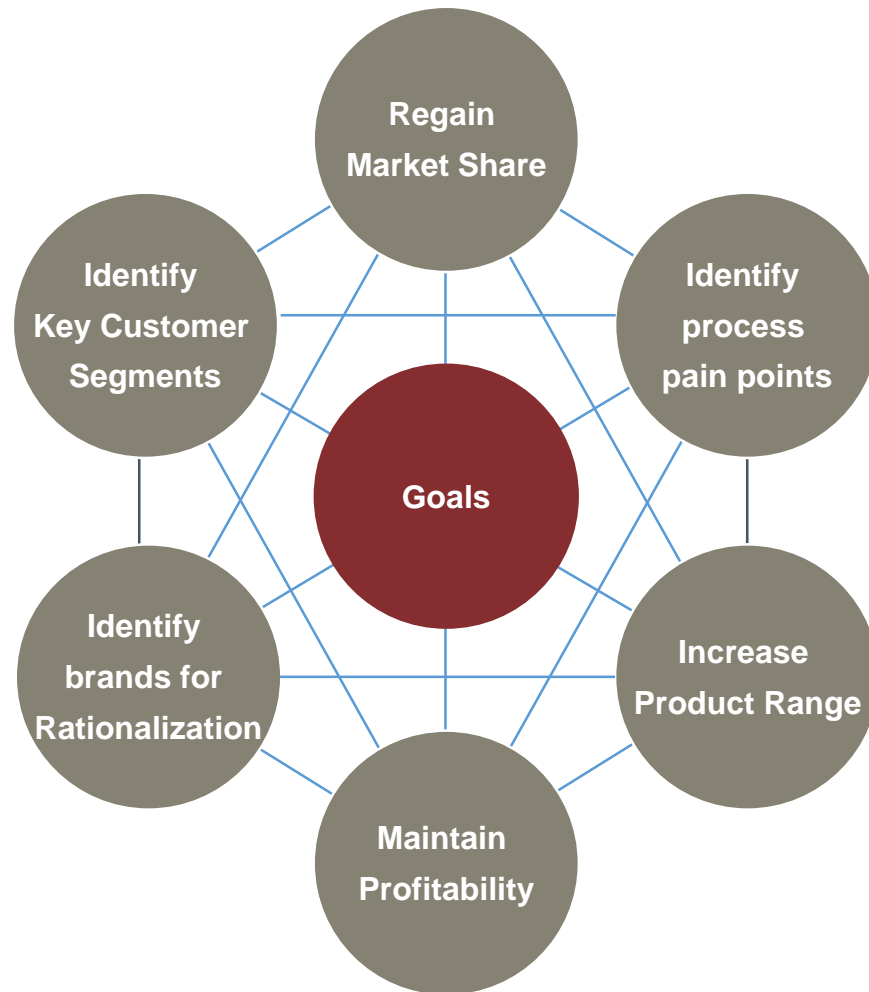 Regain
Market Share
Identify
Key Customer
Segments
Identify
process
pain points
Goals
Identify
brands for
Rationalization
Increase
Product Range
Maintain
Profitability